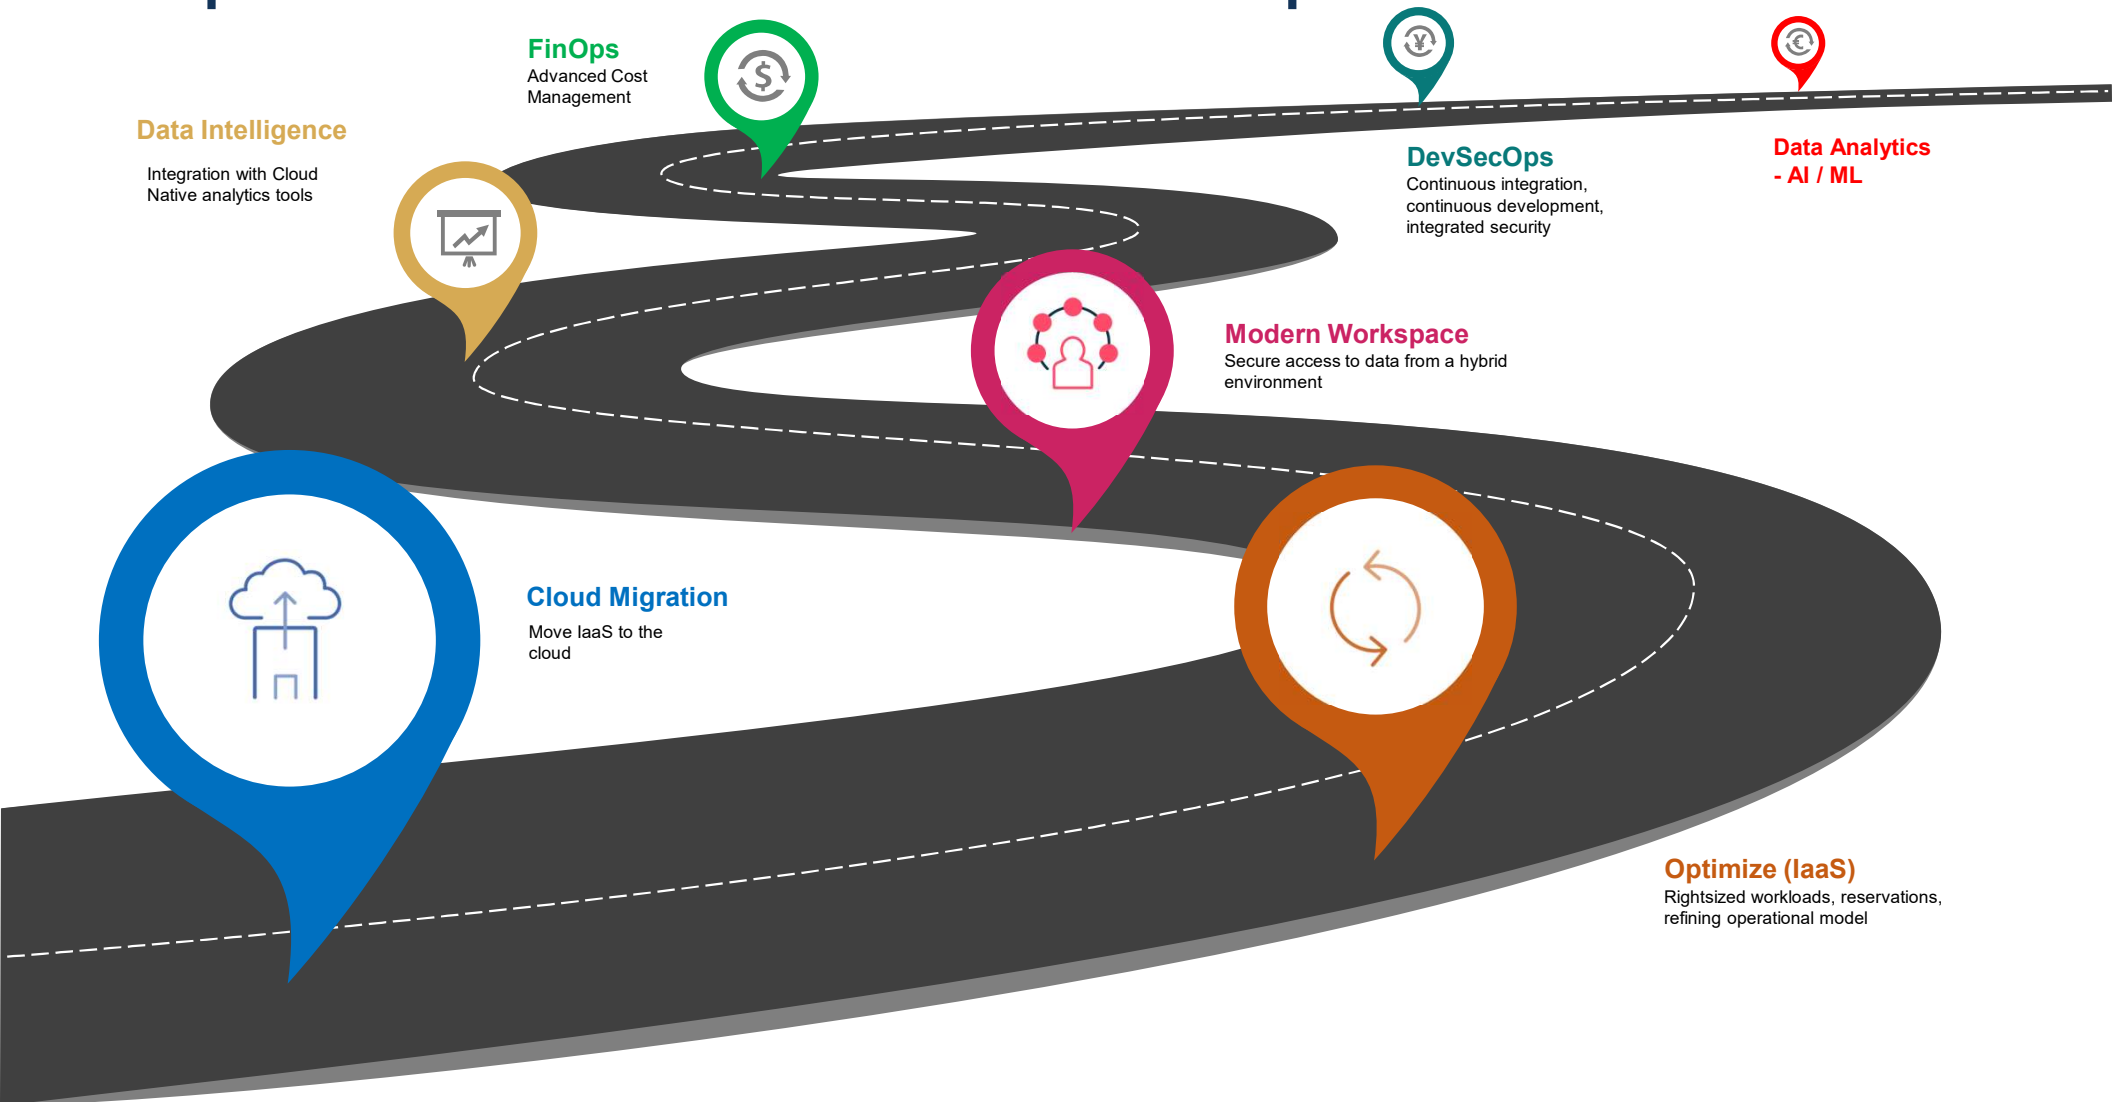 FinOps
Advanced Cost
Management
Data Intelligence
Integration with Cloud
Native analytics tools
$
¥
€
DevSecOps
Continuous integration,
continuous development,
integrated security
Data Analytics
- AI / ML
Modern Workspace
Secure access to data from a hybrid
environment
Cloud Migration
Move IaaS to the
cloud
Optimize (IaaS)
Rightsized workloads, reservations,
refining operational model